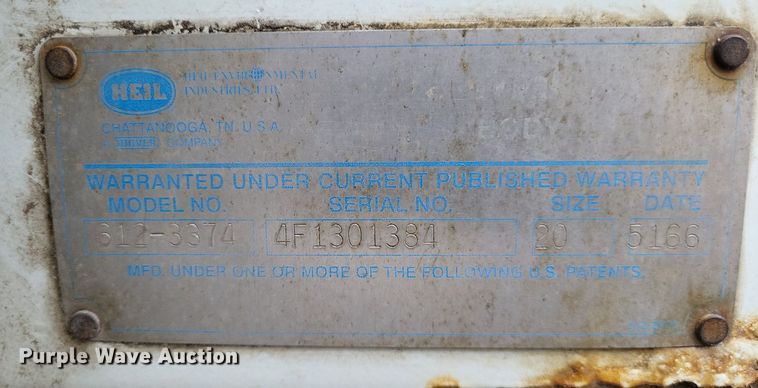 HEIL
HEIL ENVIRONMENTAL
INDUSTRIES, LTD.
CHATTANOOGA, TN. U.S.A.
A DOVER COMPANY
BODY
WARRANTED UNDER CURRENT PUBLISHED WARRANTY
MODEL NO. SERIAL NO. SIZE DATE
312-3374 4F1301384 20 5166
MFD. UNDER ONE OR MORE OF THE FOLLOWING U.S. PATENTS.
Purple Wave Auction